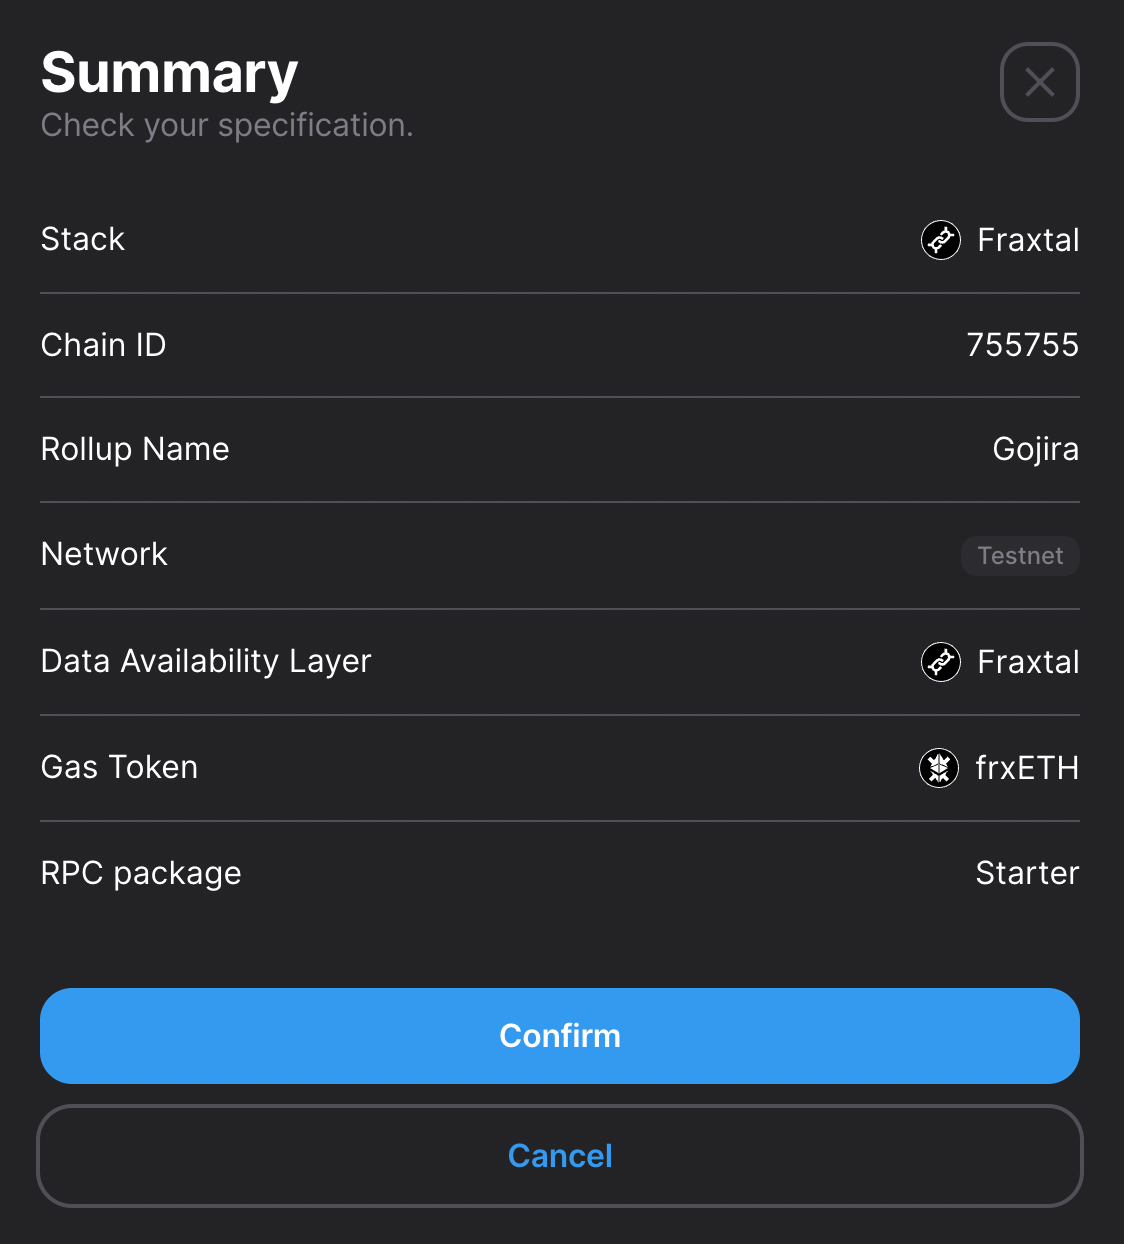 Summary
Check your specification.
Stack Fraxtal
Chain ID 755755
Rollup Name Gojira
Network Testnet
Data Availability Layer Fraxtal
Gas Token frxETH
RPC package Starter
Confirm
Cancel